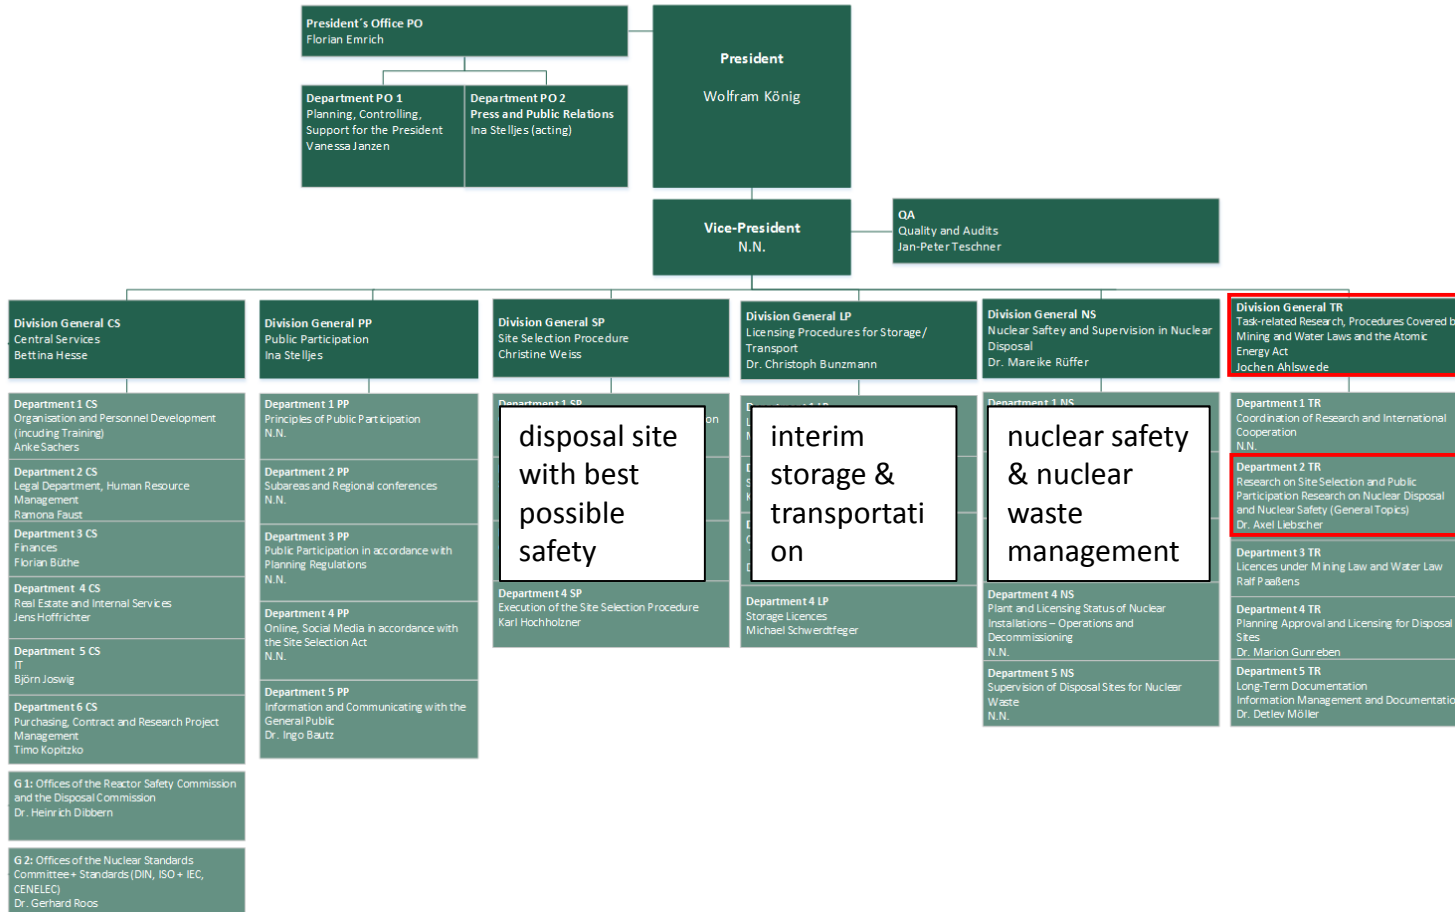 President´s Office PO
Florian Emrich
President
Wolfram König
Department PO 1
Planning, Controlling,
Support for the President
Vanessa Janzen
Department PO 2
Press and Public Relations
Ina Stelljes (acting)
Vice-President
N.N.
QA
Quality and Audits
Jan-Peter Teschner
Division General CS
Central Services
Bettina Hesse
Department 1 CS
Organisation and Personnel Development
(incuding Training)
Anke Sachers
Department 2 CS
Legal Department, Human Resource
Management
Ramona Faust
Department 3 CS
Finances
Florian Büthe
Department 4 CS
Real Estate and Internal Services
Jens Hoffrichter
Department 5 CS
IT
Björn Joswig
Department 6 CS
Purchasing, Contract and Research Project
Management
Timo Kopitzko
G 1: Offices of the Reactor Safety Commission
and the Disposal Commission
Dr. Heinrich Dibbern
G 2: Offices of the Nuclear Standards
Committee + Standards (DIN, ISO + IEC,
CENELEC)
Dr. Gerhard Roos
Division General PP
Public Participation
Ina Stelljes
Department 1 PP
Principles of Public Participation
N.N.
Department 2 PP
Subareas and Regional conferences
N.N.
Department 3 PP
Public Participation in accordance with
Planning Regulations
N.N.
Department 4 PP
Online, Social Media in accordance with
the Site Selection Act
N.N.
Department 5 PP
Information and Communicating with the
General Public
Dr. Ingo Bautz
Division General SP
Site Selection Procedure
Christine Weiss
Department 1 SP
disposal site
with best
possible
safety
Department 4 SP
Execution of the Site Selection Procedure
Karl Hochholzner
Division General LP
Licensing Procedures for Storage/
Transport
Dr. Christoph Bunzmann
Department 1 LP
interim
storage &
transportati
on
Department 4 LP
Storage Licences
Michael Schwerdtfeger
Division General NS
Nuclear Saftey and Supervision in Nuclear
Disposal
Dr. Mareike Rüffer
Department 1 NS
nuclear safety
& nuclear
waste
management
Department 4 NS
Plant and Licensing Status of Nuclear
Installations – Operations and
Decommissioning
N.N.
Department 5 NS
Supervision of Disposal Sites for Nuclear
Waste
N.N.
Division General TR
Task-related Research, Procedures Covered b
Mining and Water Laws and the Atomic
Energy Act
Jochen Ahlswede
Department 1 TR
Coordination of Research and International
Cooperation
N.N.
Department 2 TR
Research on Site Selection and Public
Participation Research on Nuclear Disposal
and Nuclear Safety (General Topics)
Dr. Axel Liebscher
Department 3 TR
Licences under Mining Law and Water Law
Ralf Paaßens
Department 4 TR
Planning Approval and Licensing for Disposal
Sites
Dr. Marion Gunreben
Department 5 TR
Long-Term Documentation
Information Management and Documentatio
Dr. Detlev Möller